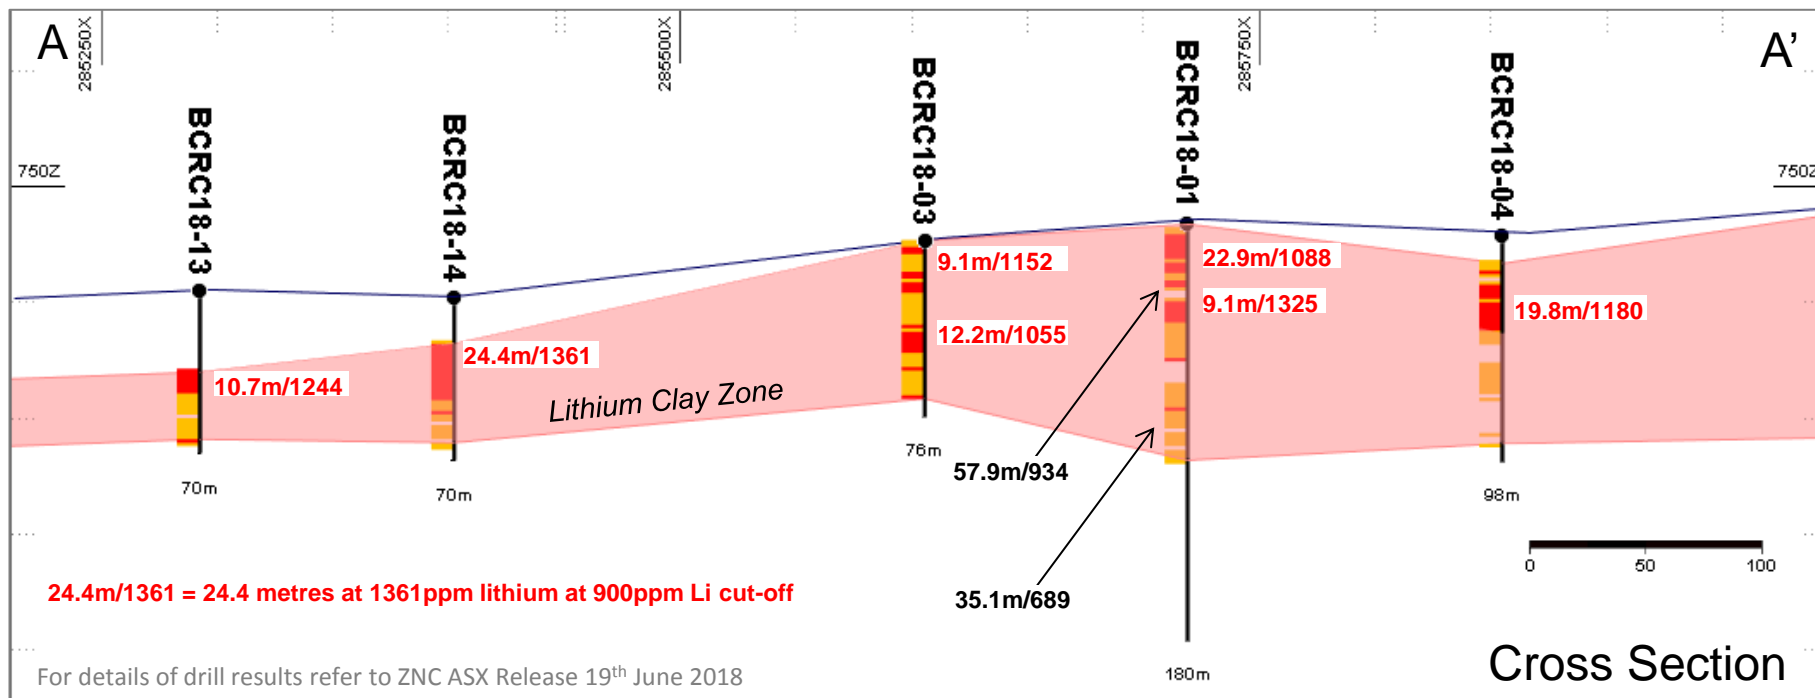 A
285250X
285500X
285750X
A’
BCRC18-13
BCRC18-14
BCRC18-03
BCRC18-01
BCRC18-04
750Z
750Z
9.1m/1152
22.9m/1088
9.1m/1325
19.8m/1180
12.2m/1055
24.4m/1361
10.7m/1244
Lithium Clay Zone
76m
57.9m/934
70m
70m
98m
35.1m/689
0 50 100
24.4m/1361 = 24.4 metres at 1361ppm lithium at 900ppm Li cut-off
180m
For details of drill results refer to ZNC ASX Release 19th June 2018
Cross Section